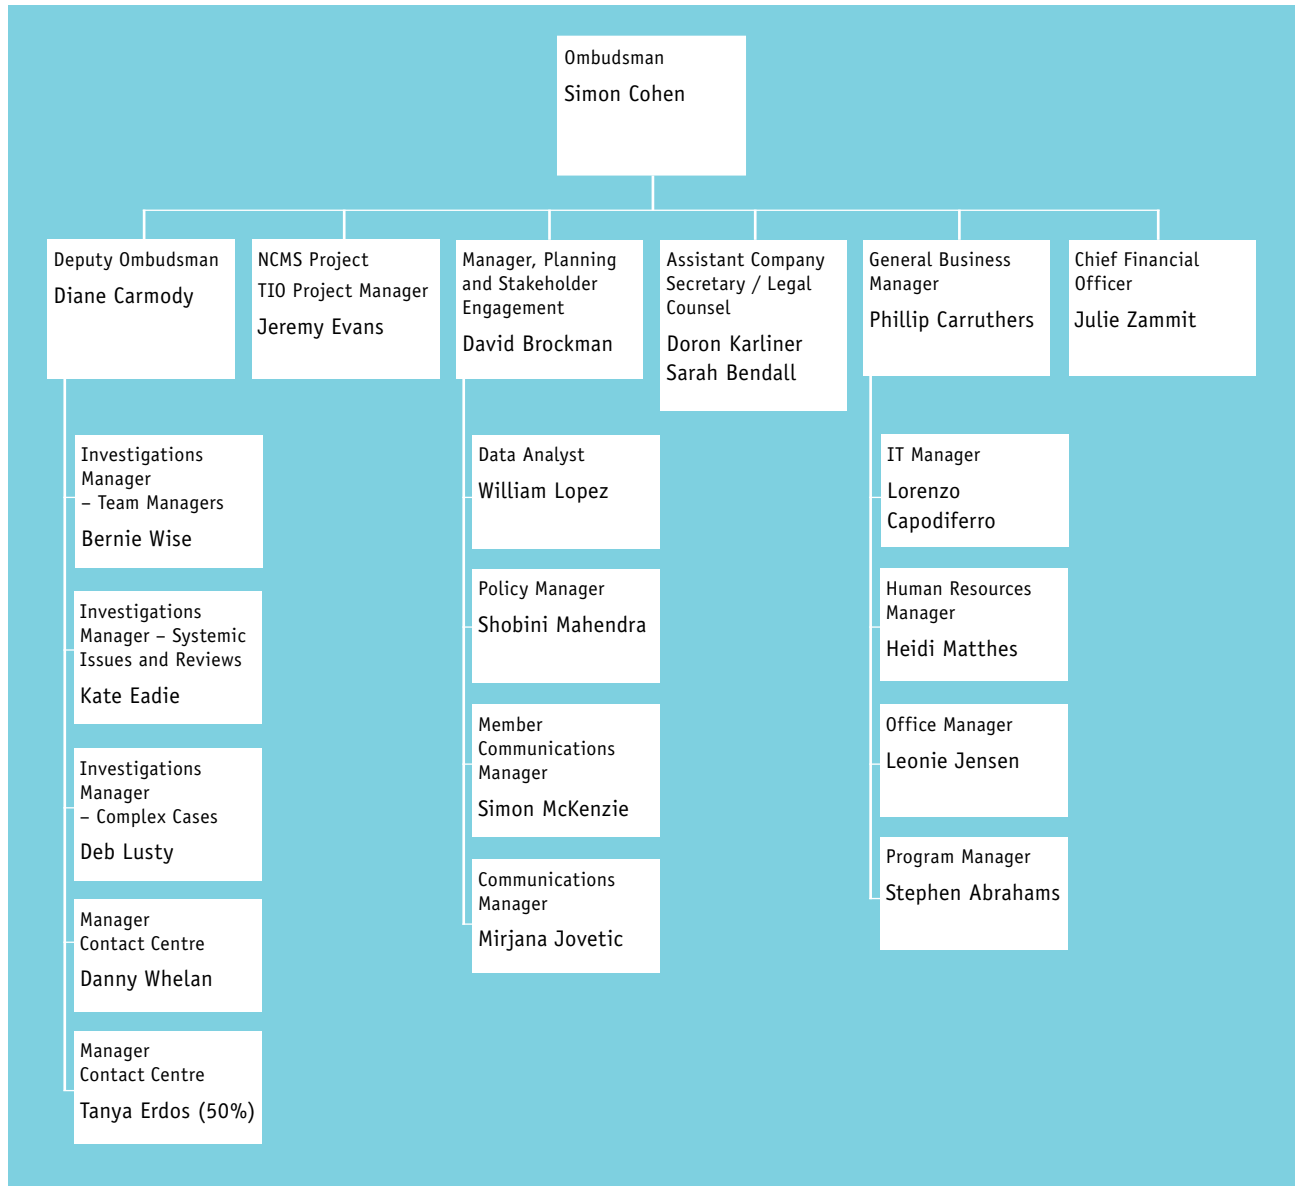 Ombudsman
Simon Cohen
Deputy Ombudsman
Diane Carmody
NCMS Project
TIO Project Manager
Jeremy Evans
Manager, Planning
and Stakeholder
Engagement
David Brockman
Assistant Company
Secretary / Legal
Counsel
Doron Karliner
Sarah Bendall
General Business
Manager
Phillip Carruthers
Chief Financial
Officer
Julie Zammit
Investigations
Manager
– Team Managers
Bernie Wise
Investigations
Manager – Systemic
Issues and Reviews
Kate Eadie
Investigations
Manager
– Complex Cases
Deb Lusty
Manager
Contact Centre
Danny Whelan
Manager
Contact Centre
Tanya Erdos (50%)
Data Analyst
William Lopez
Policy Manager
Shobini Mahendra
Member
Communications
Manager
Simon McKenzie
Communications
Manager
Mirjana Jovetic
IT Manager
Lorenzo
Capodiferro
Human Resources
Manager
Heidi Matthes
Office Manager
Leonie Jensen
Program Manager
Stephen Abrahams